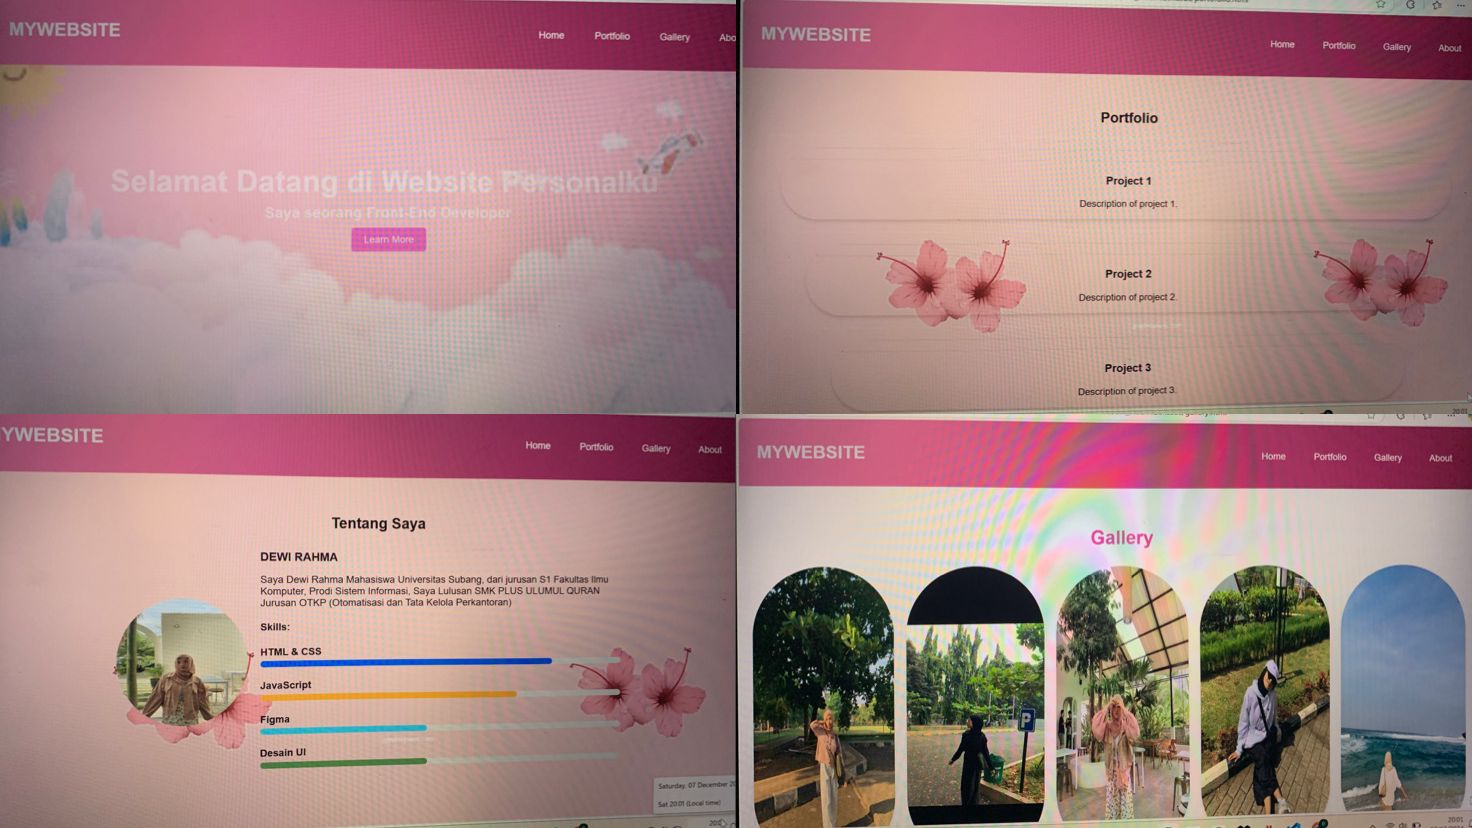 MYWEBSITE
Home Portfolio Gallery Abo
Selamat Datang di Website Personalku
Saya seorang Front-End Developer
Learn More
MYWEBSITE
Home Portfolio Gallery About
Portfolio
Project 1
Description of project 1.
Project 2
Description of project 2.
Project 3
Description of project 3.
20:01
YWEBSITE
Home Portfolio Gallery About
Tentang Saya
DEWI RAHMA
Saya Dewi Rahma Mahasiswa Universitas Subang, dari jurusan S1 Fakultas Ilmu
Komputer, Prodi Sistem Informasi, Saya Lulusan SMK PLUS ULUMUL QURAN
Jurusan OTKP (Otomatisasi dan Tata Kelola Perkantoran)
Skills:
HTML & CSS
JavaScript
Figma
Desain UI
Saturday, 07 December 20
Sat 20:01 (Local time)
MYWEBSITE
Home Portfolio Gallery About
Gallery
P
20:01